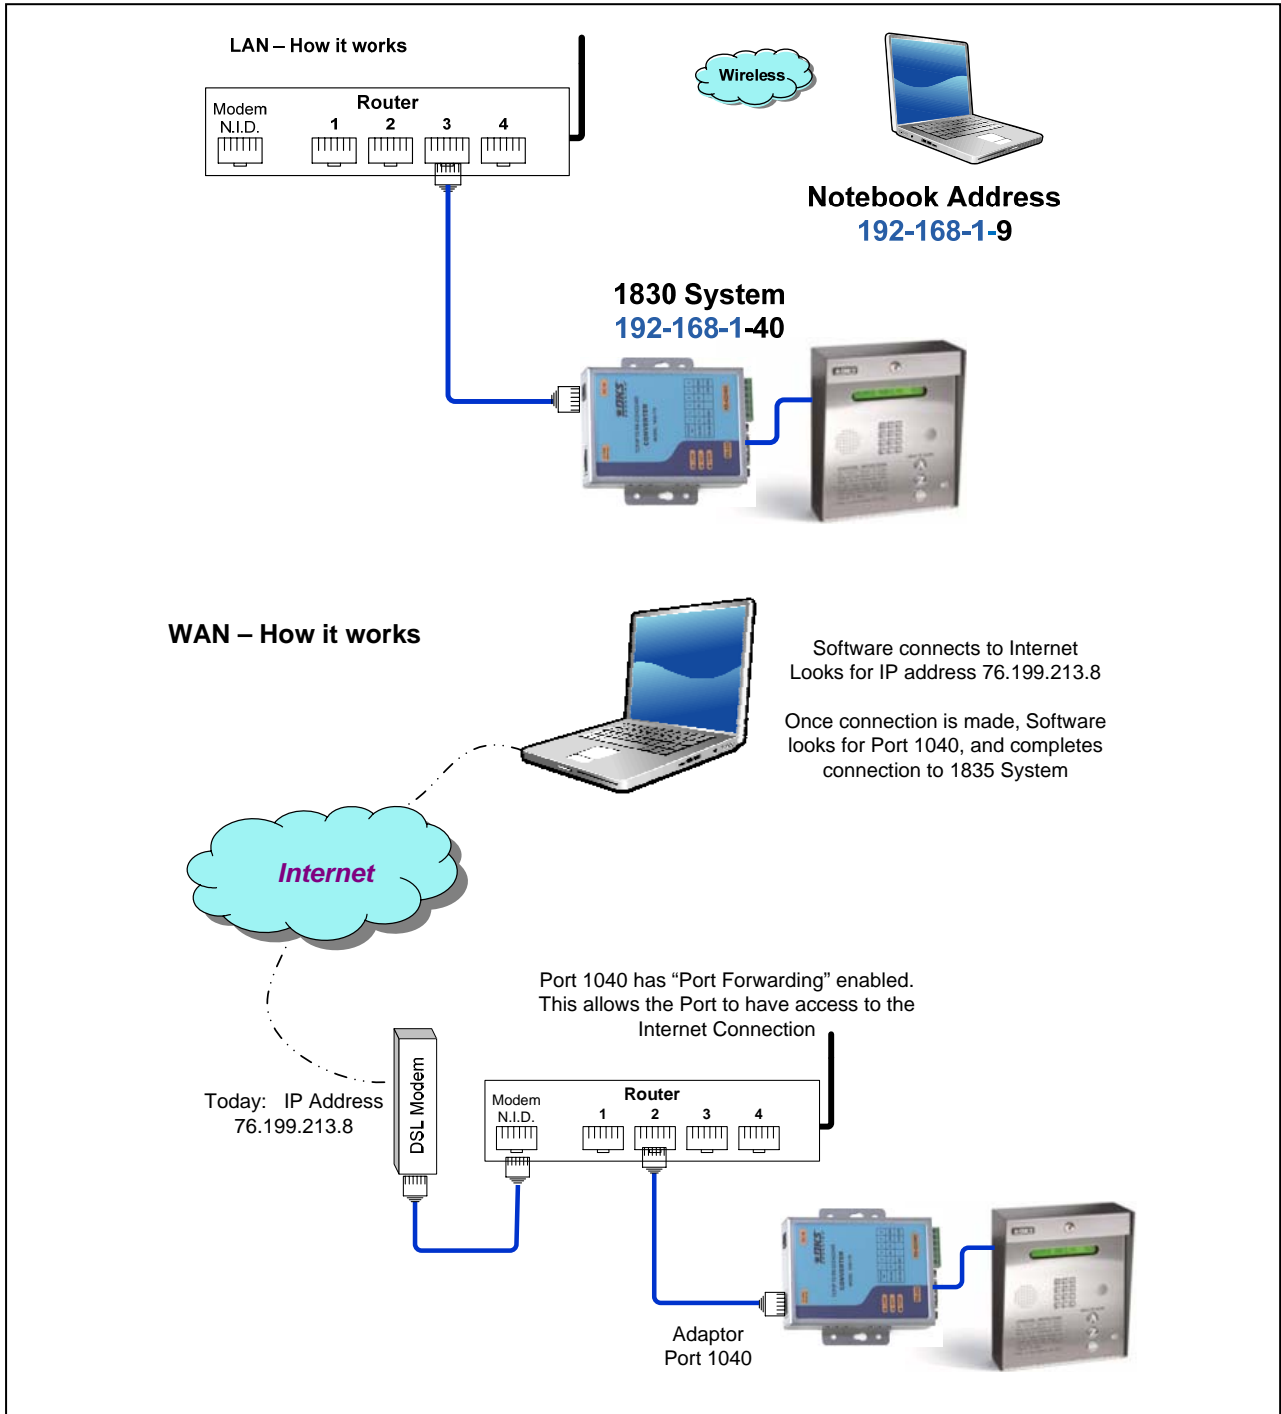 LAN – How it works
Wireless
Modem
N.I.D.
Router
1 2 3 4
Notebook Address
192-168-1-9
1830 System
192-168-1-40
DKS
CONVERTER
WAN – How it works
Software connects to Internet
Looks for IP address 76.199.213.8
Once connection is made, Software
looks for Port 1040, and completes
connection to 1835 System
Internet
Port 1040 has “Port Forwarding” enabled.
This allows the Port to have access to the
Internet Connection
Today: IP Address
76.199.213.8
DSL Modem
Modem
N.I.D.
Router
1 2 3 4
DKS
CONVERTER
Adaptor
Port 1040